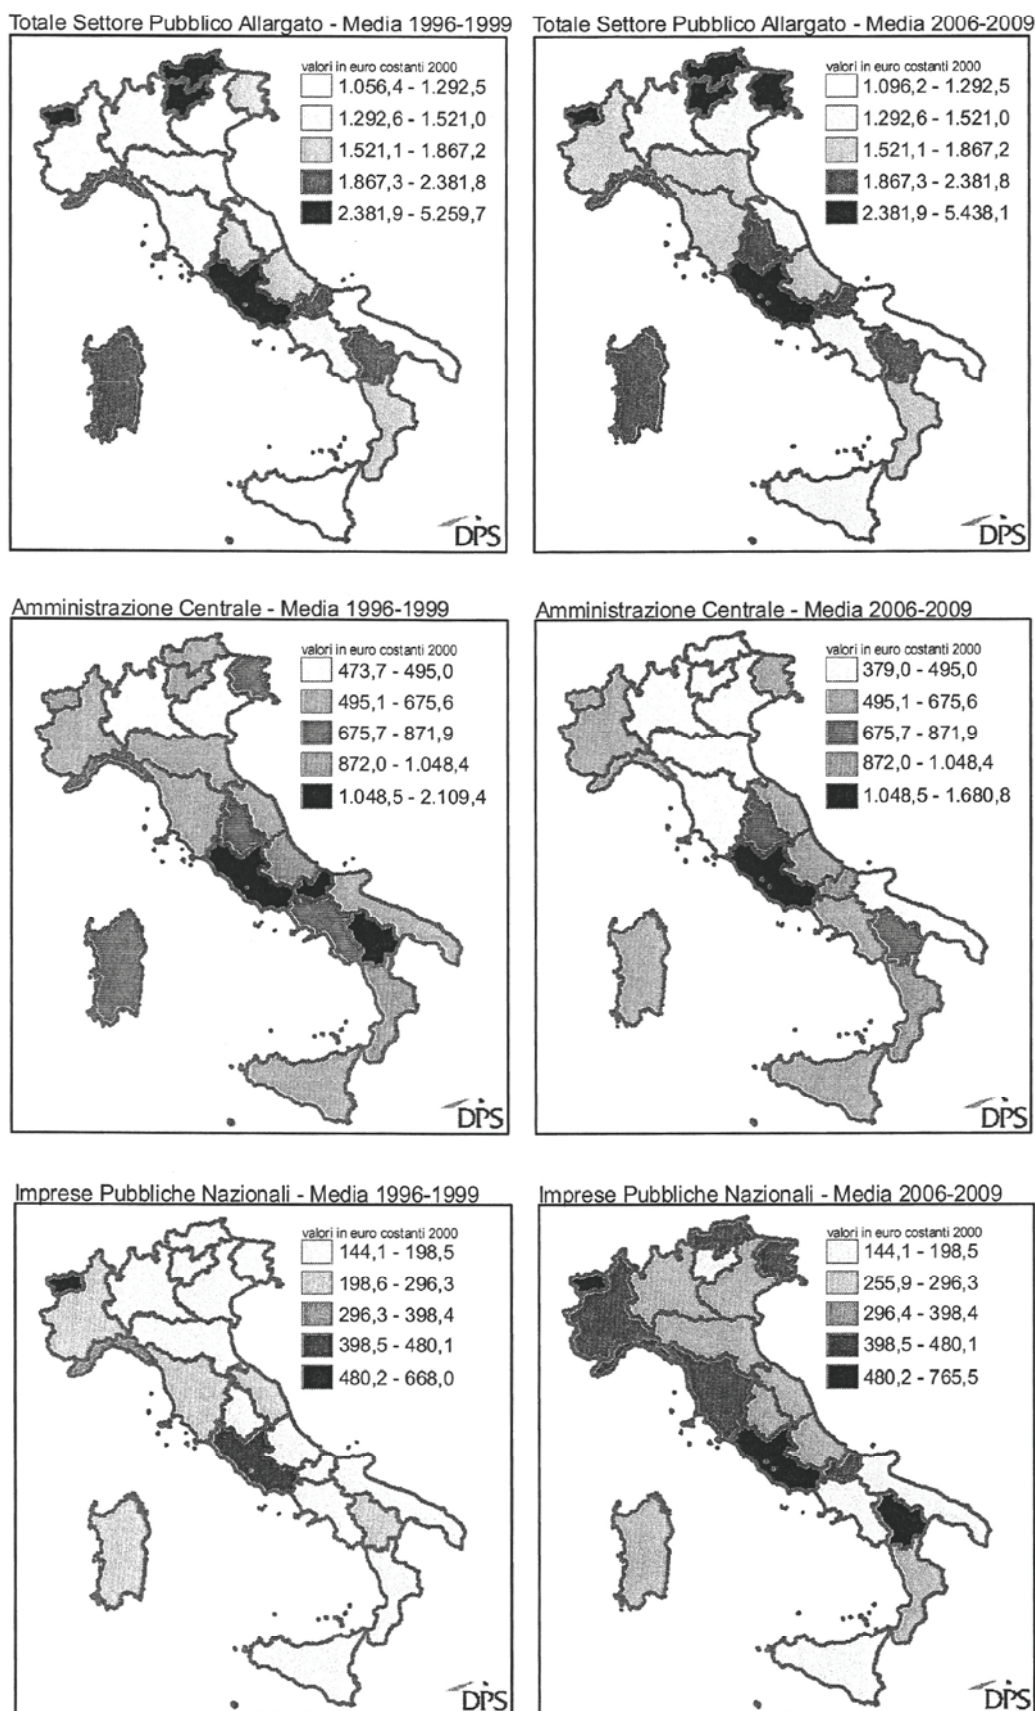 Totale Settore Pubblico Allargato - Media 1996-1999
valori in euro costanti 2000
1.056,4 - 1.292,5
1.292,6 - 1.521,0
1.521,1 - 1.867,2
1.867,3 - 2.381,8
2.381,9 - 5.259,7
DPS
Totale Settore Pubblico Allargato - Media 2006-2009
valori in euro costanti 2000
1.096,2 - 1.292,5
1.292,6 - 1.521,0
1.521,1 - 1.867,2
1.867,3 - 2.381,8
2.381,9 - 5.438,1
DPS
Amministrazione Centrale - Media 1996-1999
valori in euro costanti 2000
473,7 - 495,0
495,1 - 675,6
675,7 - 871,9
872,0 - 1.048,4
1.048,5 - 2.109,4
DPS
Amministrazione Centrale - Media 2006-2009
valori in euro costanti 2000
379,0 - 495,0
495,1 - 675,6
675,7 - 871,9
872,0 - 1.048,4
1.048,5 - 1.680,8
DPS
Imprese Pubbliche Nazionali - Media 1996-1999
valori in euro costanti 2000
144,1 - 198,5
198,6 - 296,3
296,3 - 398,4
398,5 - 480,1
480,2 - 668,0
DPS
Imprese Pubbliche Nazionali - Media 2006-2009
valori in euro costanti 2000
144,1 - 198,5
255,9 - 296,3
296,4 - 398,4
398,5 - 480,1
480,2 - 765,5
DPS